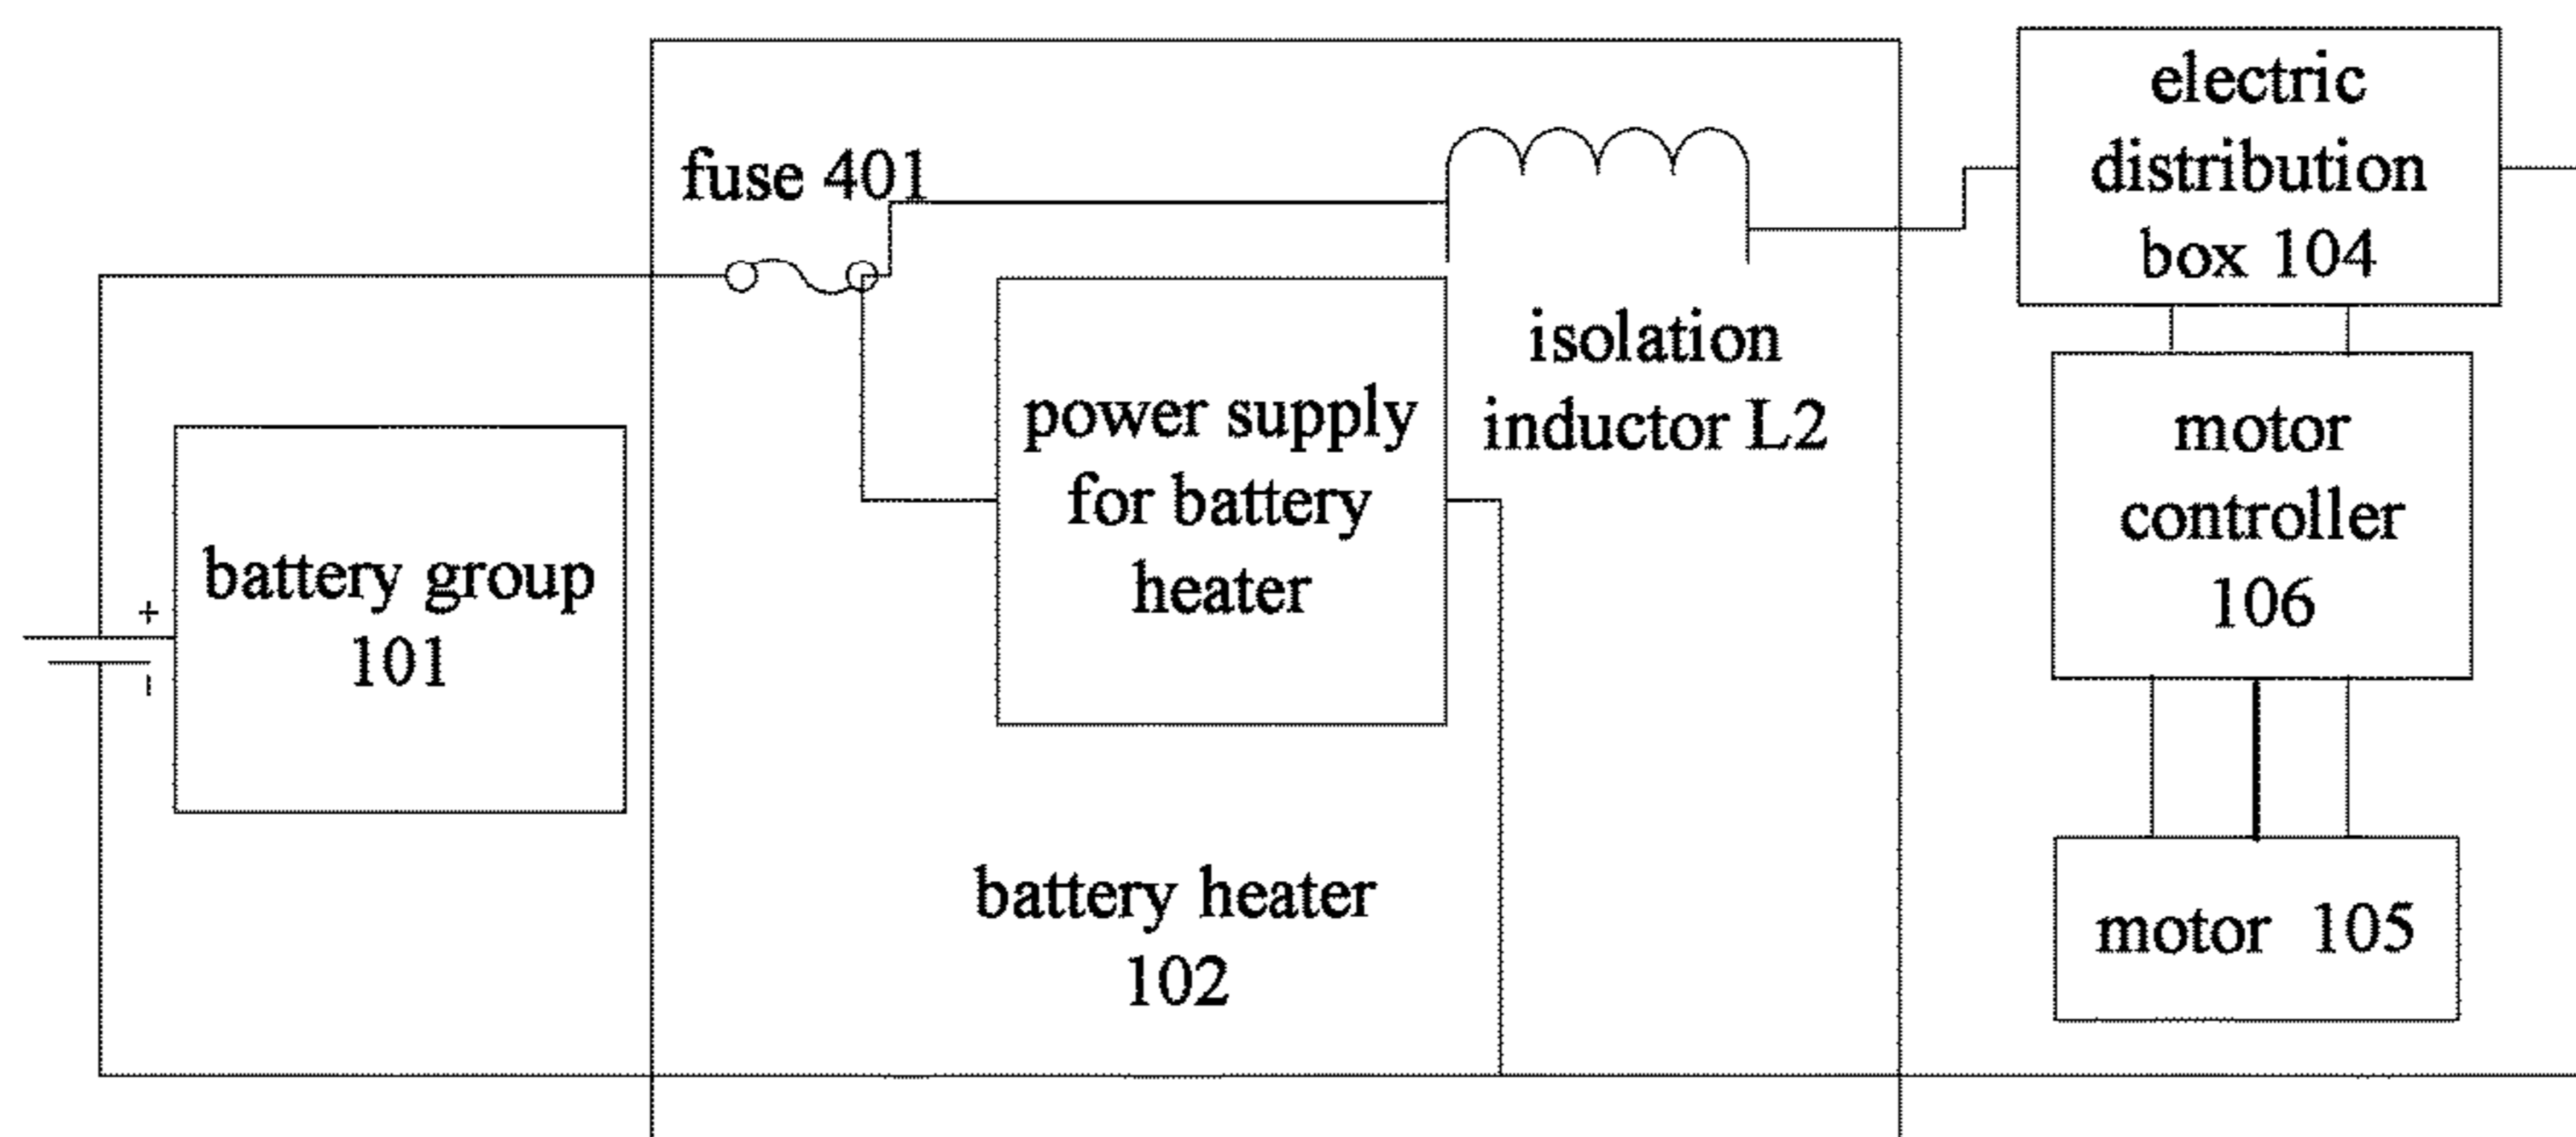 fuse 401
electric
distribution
box 104
isolation
inductor L2
power supply
for battery
heater
motor
controller
106
battery group
101
+
-
battery heater
102
motor 105